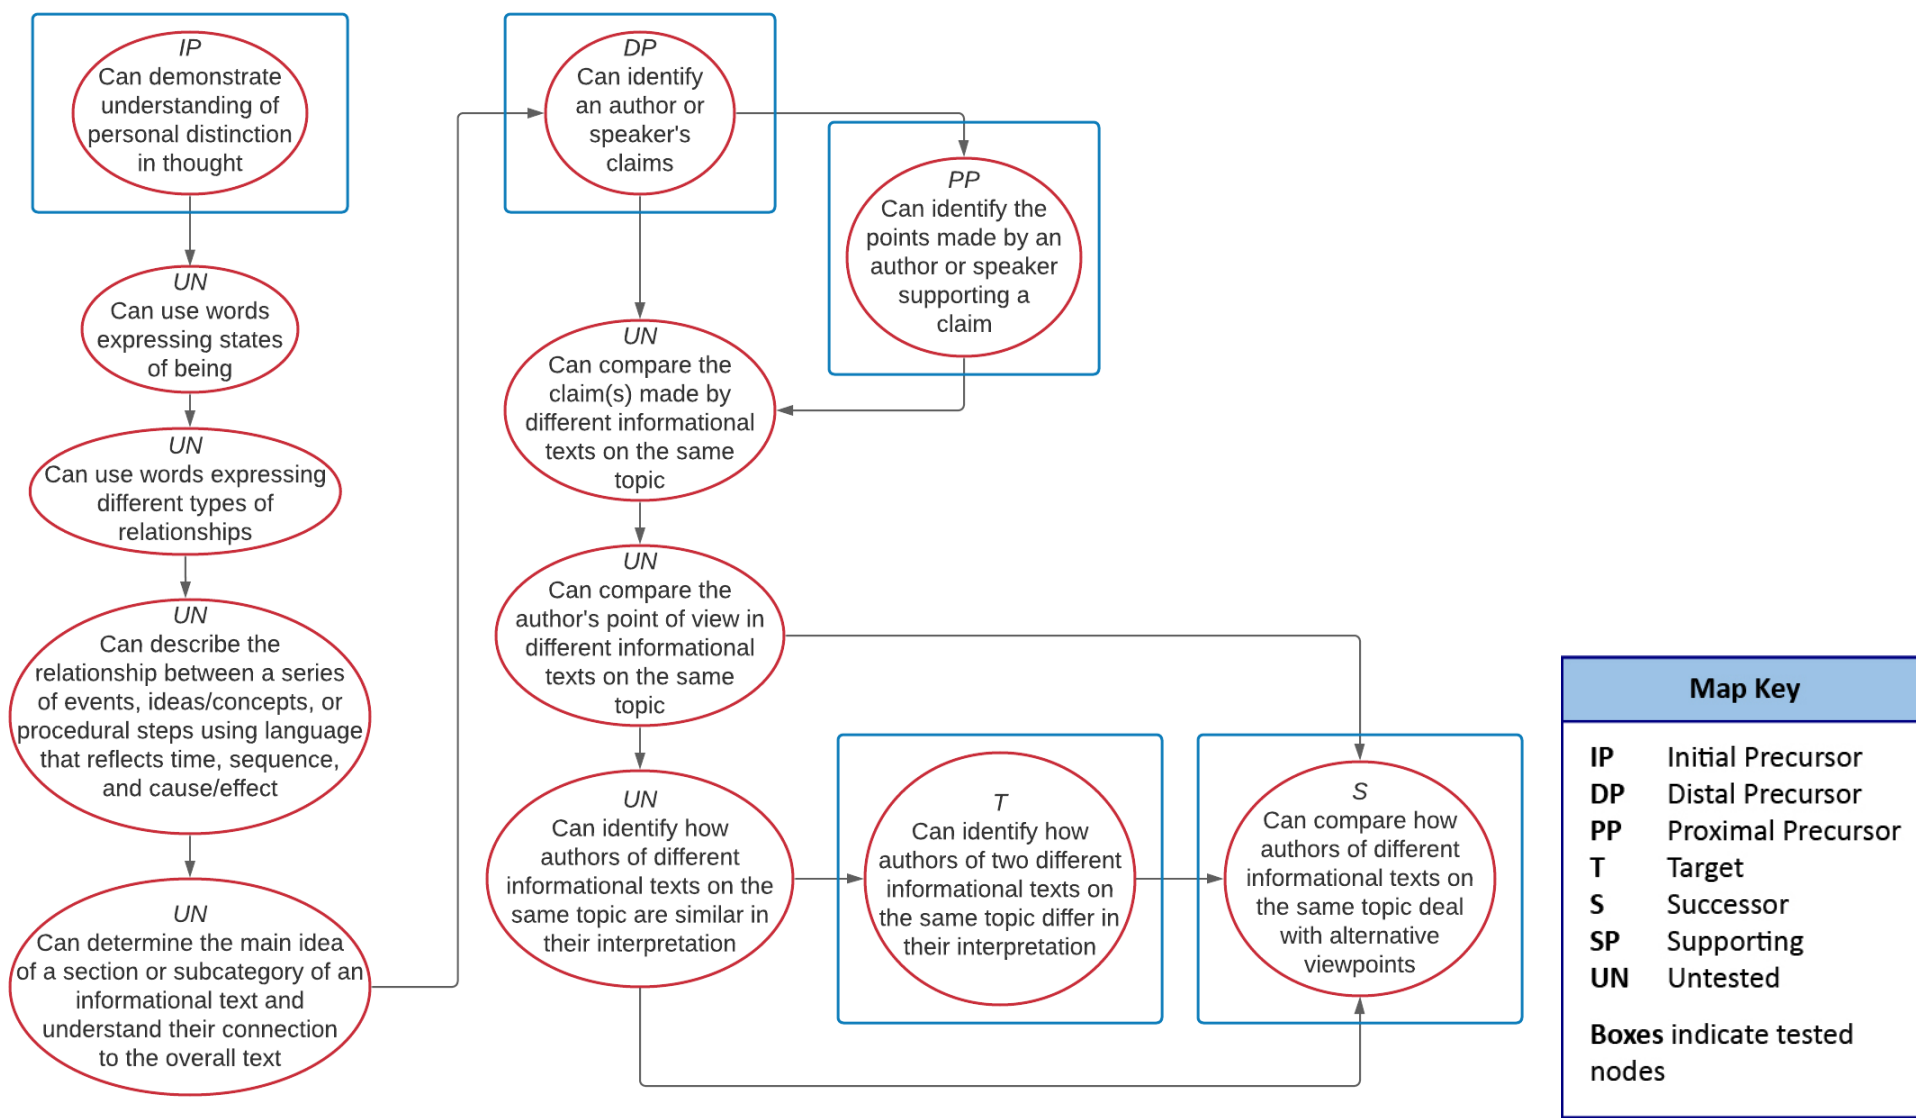 IP
Can demonstrate
understanding of
personal distinction
in thought
UN
Can use words
expressing states
of being
UN
Can use words expressing
different types of
relationships
UN
Can describe the
relationship between a series
of events, ideas/concepts, or
procedural steps using language
that reflects time, sequence,
and cause/effect
UN
Can determine the main idea
of a section or subcategory of an
informational text and
understand their connection
to the overall text
DP
Can identify
an author or
speaker's
claims
PP
Can identify the
points made by an
author or speaker
supporting a
claim
UN
Can compare the
claim(s) made by
different informational
texts on the same
topic
UN
Can compare the
author's point of view in
different informational
texts on the same
topic
UN
Can identify how
authors of different
informational texts on the
same topic are similar in
their interpretation
T
Can identify how
authors of two different
informational texts on
the same topic differ in
their interpretation
S
Can compare how
authors of different
informational texts on
the same topic deal
with alternative
viewpoints
Map Key
IP Initial Precursor
DP Distal Precursor
PP Proximal Precursor
T Target
S Successor
SP Supporting
UN Untested
Boxes indicate tested
nodes